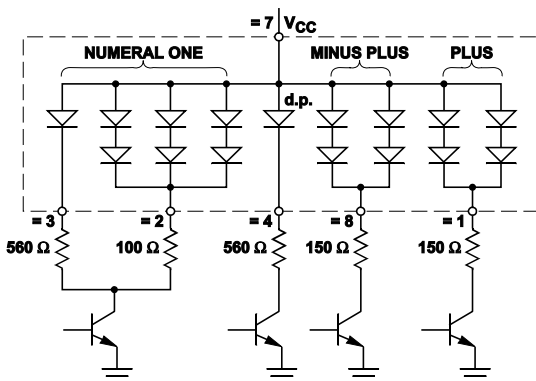 = 7 VCC
NUMERAL ONE MINUS PLUS PLUS
d.p.
= 3 = 2 = 4 = 8 = 1
560 Ω 100 Ω 560 Ω 150 Ω 150 Ω